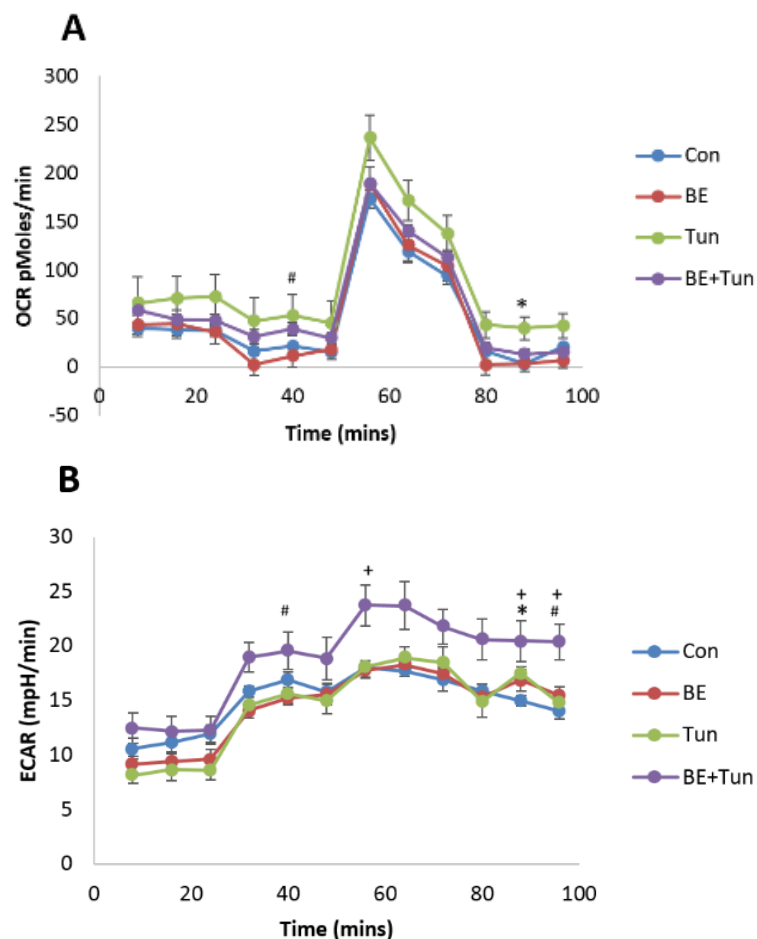 A
300
250
200
150
100
50
0
-50
OCR pMoles/min
#
*
0 20 40 60 80 100
Time (mins)
Con
BE
Tun
BE+Tun
B
30
25
20
15
10
5
0
ECAR (mpH/min)
#
+
+ +
* #
0 20 40 60 80 100
Time (mins)
Con
BE
Tun
BE+Tun